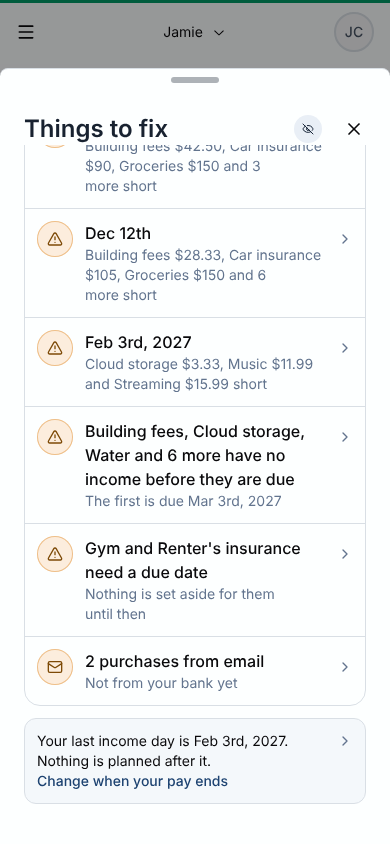 Jamie
JC
Things to fix
Building fees $42.50, Car insurance
$90, Groceries $150 and 3
more short
Dec 12th
Building fees $28.33, Car insurance
$105, Groceries $150 and 6
more short
Feb 3rd, 2027
Cloud storage $3.33, Music $11.99
and Streaming $15.99 short
Building fees, Cloud storage,
Water and 6 more have no
income before they are due
The first is due Mar 3rd, 2027
Gym and Renter's insurance
need a due date
Nothing is set aside for them
until then
2 purchases from email
Not from your bank yet
Your last income day is Feb 3rd, 2027.
Nothing is planned after it.
Change when your pay ends